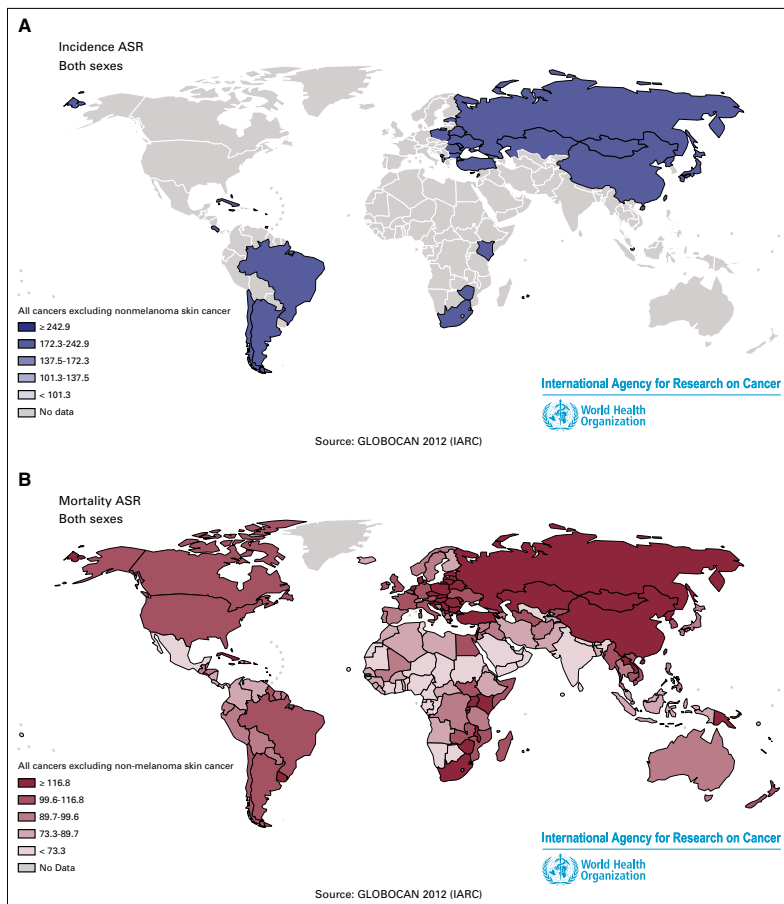 A
Incidence ASR
Both sexes
All cancers excluding nonmelanoma skin cancer
≥ 242.9
172.3-242.9
137.5-172.3
101.3-137.5
< 101.3
No data
International Agency for Research on Cancer
World Health
Organization
Source: GLOBOCAN 2012 (IARC)
B
Mortality ASR
Both sexes
All cancers excluding non-melanoma skin cancer
≥ 116.8
99.6-116.8
89.7-99.6
73.3-89.7
< 73.3
No Data
International Agency for Research on Cancer
World Health
Organization
Source: GLOBOCAN 2012 (IARC)